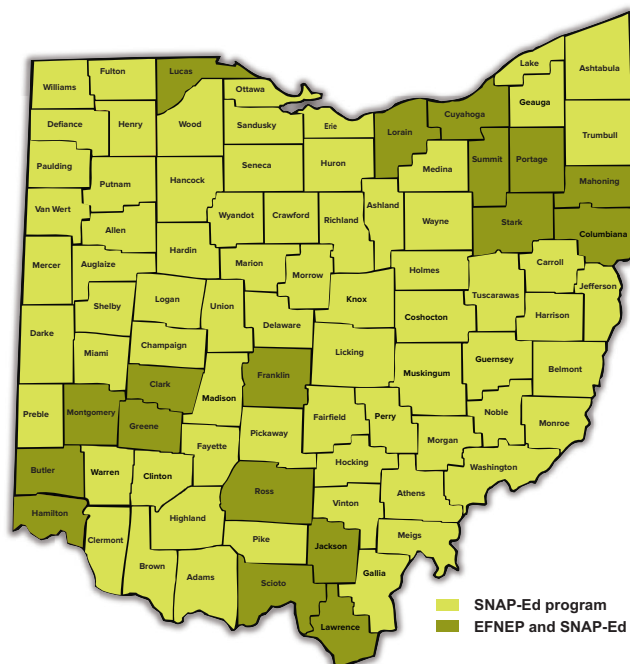 Williams
Fulton
Lucas
Ottawa
Lake
Ashtabula
Geauga
Defiance
Henry
Wood
Sandusky
Erie
Lorain
Cuyahoga
Trumbull
Paulding
Putnam
Hancock
Seneca
Huron
Medina
Summit
Portage
Mahoning
Van Wert
Allen
Wyandot
Crawford
Richland
Ashland
Wayne
Stark
Columbiana
Mercer
Auglaize
Hardin
Marion
Morrow
Holmes
Carroll
Jefferson
Shelby
Logan
Union
Knox
Coshocton
Tuscarawas
Harrison
Darke
Miami
Champaign
Delaware
Licking
Muskingum
Guernsey
Belmont
Clark
Franklin
Madison
Preble
Montgomery
Greene
Fayette
Pickaway
Fairfield
Perry
Morgan
Noble
Monroe
Butler
Warren
Clinton
Ross
Hocking
Washington
Hamilton
Clermont
Highland
Vinton
Athens
Brown
Adams
Pike
Jackson
Meigs
Scioto
Gallia
Lawrence
SNAP-Ed program
EFNEP and SNAP-Ed